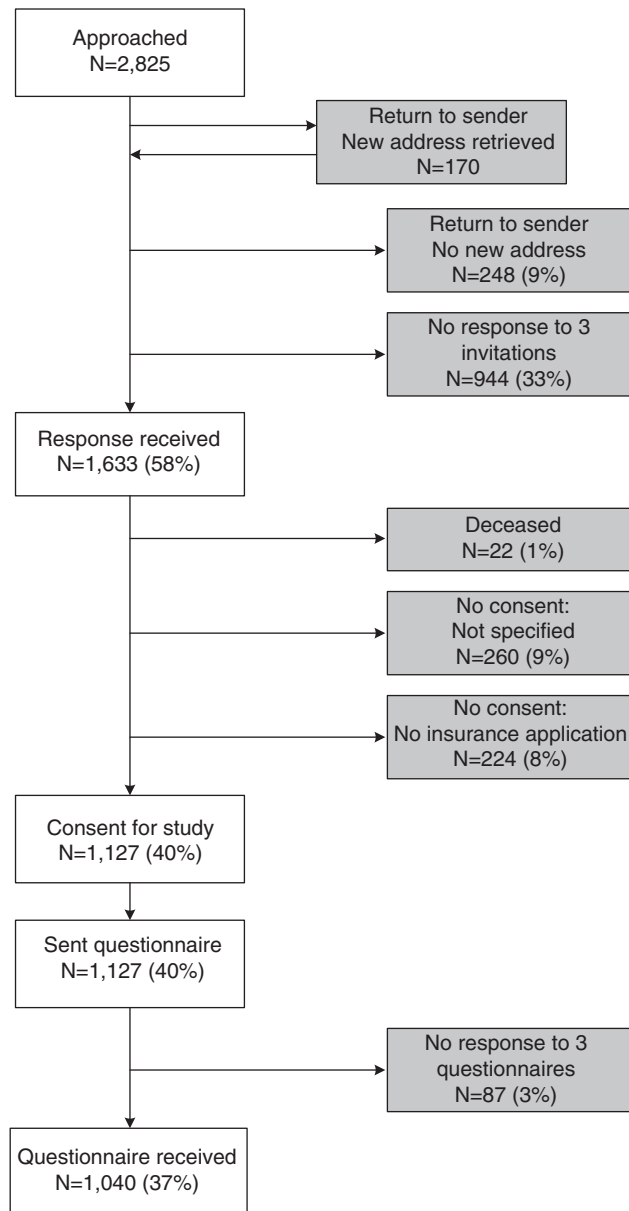 Approached
N=2,825
Return to sender
New address retrieved
N=170
Return to sender
No new address
N=248 (9%)
No response to 3
invitations
N=944 (33%)
Response received
N=1,633 (58%)
Deceased
N=22 (1%)
No consent:
Not specified
N=260 (9%)
No consent:
No insurance application
N=224 (8%)
Consent for study
N=1,127 (40%)
Sent questionnaire
N=1,127 (40%)
No response to 3
questionnaires
N=87 (3%)
Questionnaire received
N=1,040 (37%)